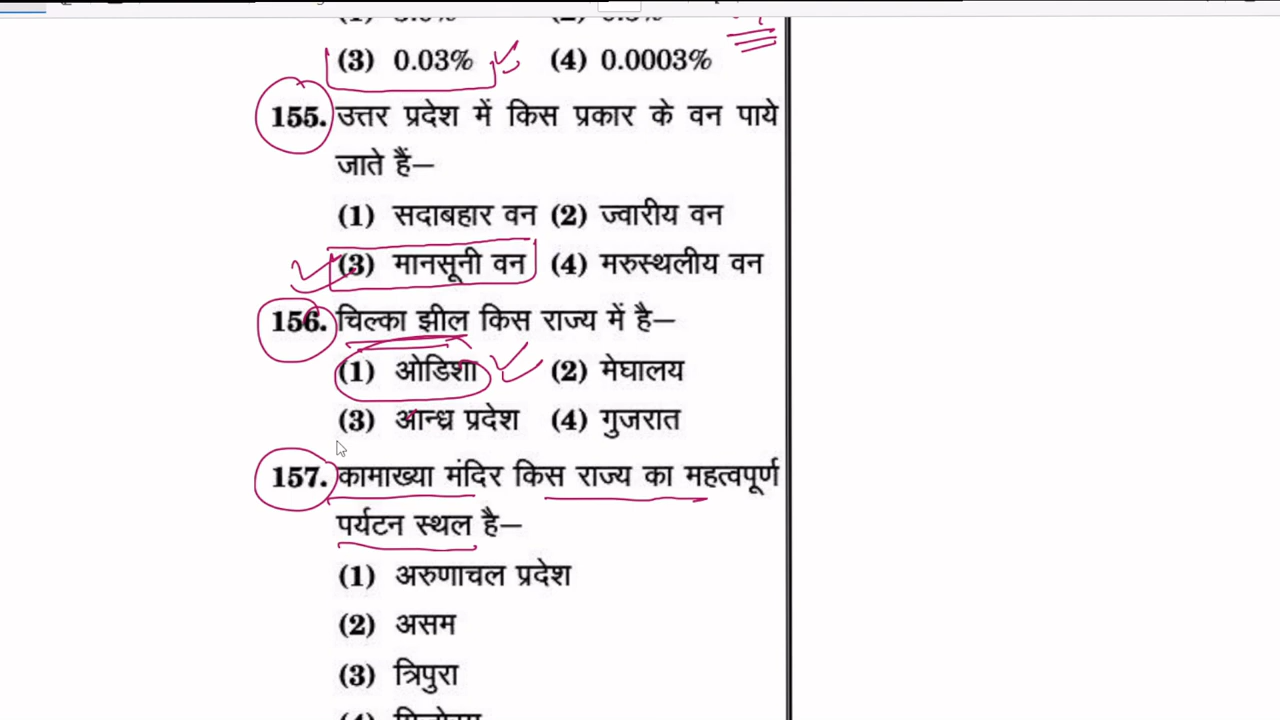 (3) 0.03% (4) 0.0003%
155. उत्तर प्रदेश में किस प्रकार के वन पाये
जाते हैं—
(1) सदाबहार वन (2) ज्वारीय वन
(3) मानसूनी वन (4) मरुस्थलीय वन
156. चिल्का झील किस राज्य में है—
(1) ओडिशा (2) मेघालय
(3) आन्ध्र प्रदेश (4) गुजरात
157. कामाख्या मंदिर किस राज्य का महत्वपूर्ण
पर्यटन स्थल है—
(1) अरुणाचल प्रदेश
(2) असम
(3) त्रिपुरा